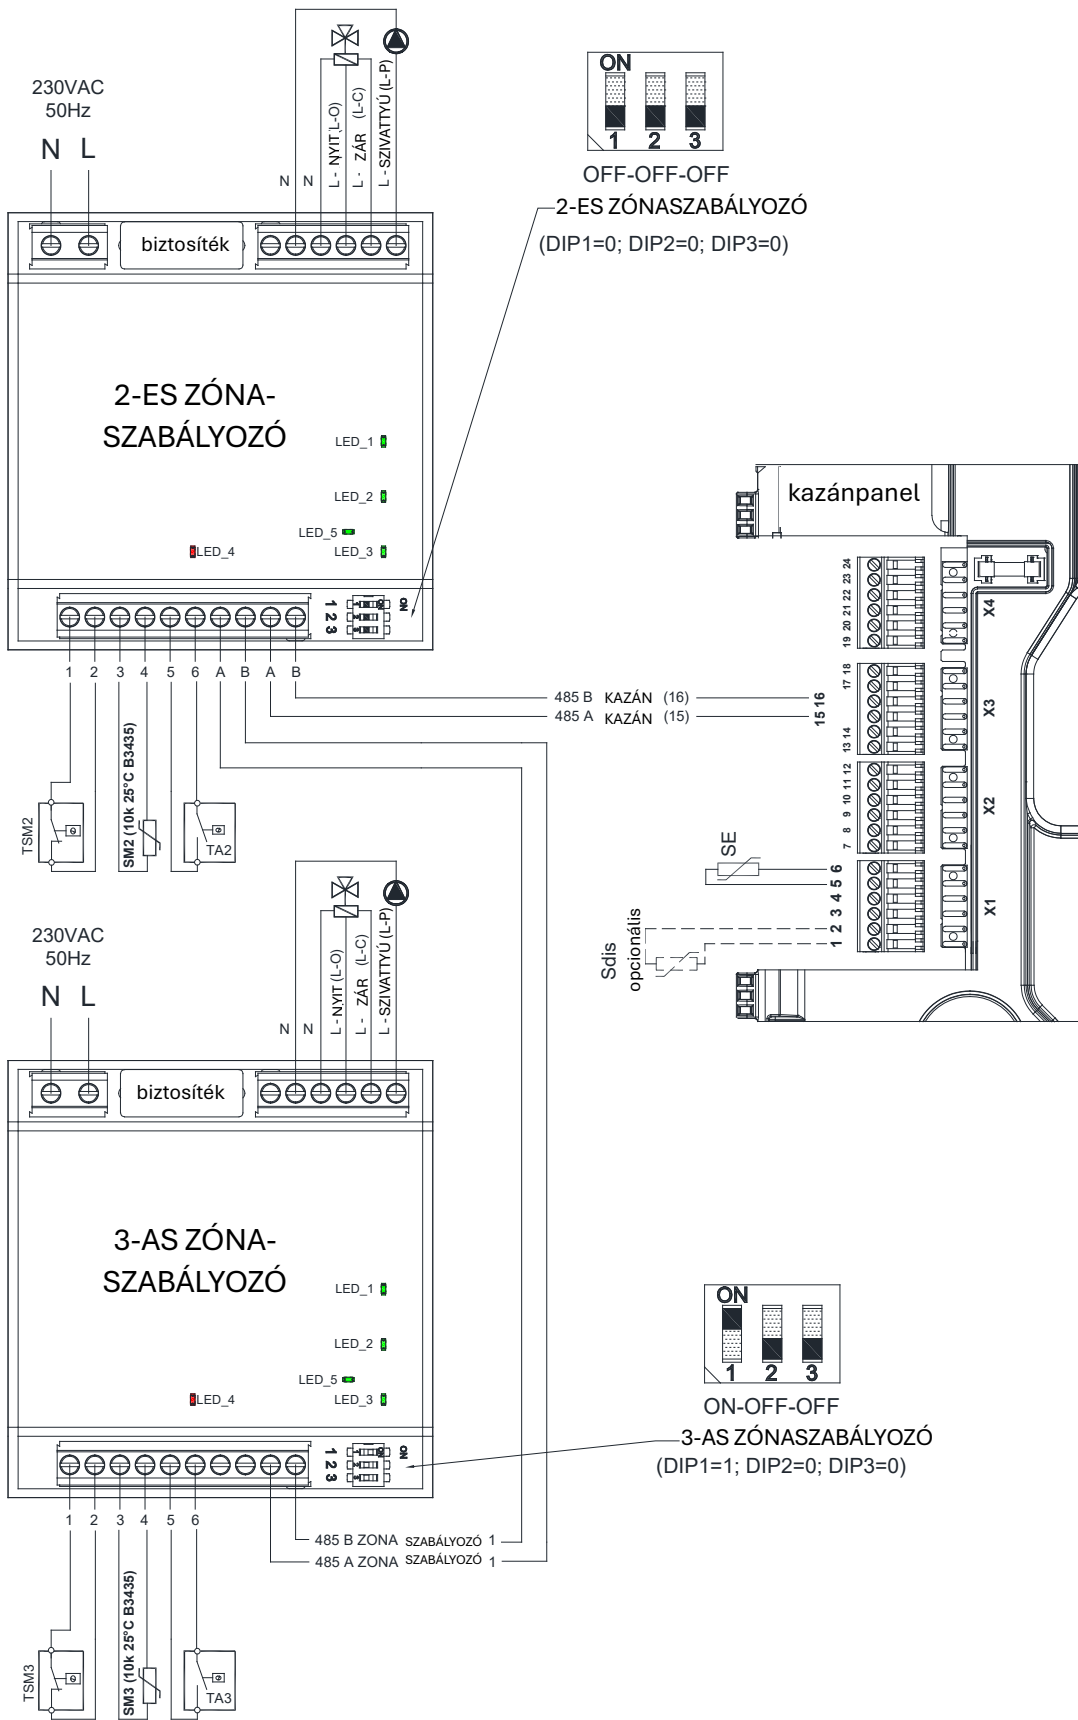 230VAC
50Hz
N L
N
N
L - NYIT(L-O)
L - ZÁR (L-C)
L - SZIVATTYÚ (L-P)
biztosíték
2-ES ZÓNA-
SZABÁLYOZÓ
LED_1
LED_2
LED_5
LED_4
LED_3
1
2
3
ON
1 2 3 4 5 6 A B A B
TSM2
SM2 (10k 25°C B3435)
TA2
ON
1 2 3
OFF-OFF-OFF
2-ES ZÓNASZABÁLYOZÓ
(DIP1=0; DIP2=0; DIP3=0)
485 B KAZÁN (16)
485 A KAZÁN (15)
kazánpanel
24
23
22
21
20
19
X4
18
17
16
15
14
13
X3
12
11
10
9
8
7
X2
6
5
4
3
2
1
X1
SE
Sdis
opcionális
230VAC
50Hz
N L
N
N
L - NYIT (L-O)
L - ZÁR (L-C)
L - SZIVATTYÚ (L-P)
biztosíték
3-AS ZÓNA-
SZABÁLYOZÓ
LED_1
LED_2
LED_5
LED_4
LED_3
1
2
3
ON
1 2 3 4 5 6
485 B ZONA SZABÁLYOZÓ 1
485 A ZONA SZABÁLYOZÓ 1
TSM3
SM3 (10k 25°C B3435)
TA3
ON
1 2 3
ON-OFF-OFF
3-AS ZÓNASZABÁLYOZÓ
(DIP1=1; DIP2=0; DIP3=0)